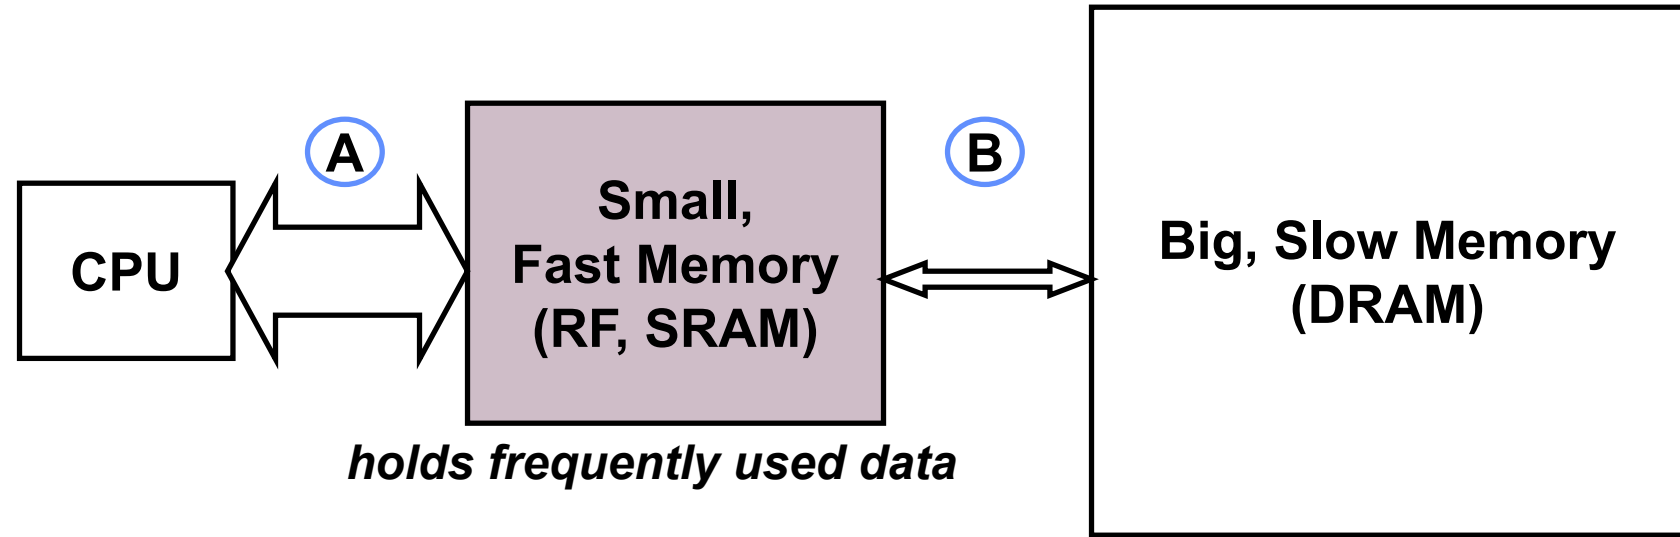 A
B
CPU
Small,
Fast Memory
(RF, SRAM)
Big, Slow Memory
(DRAM)
holds frequently used data